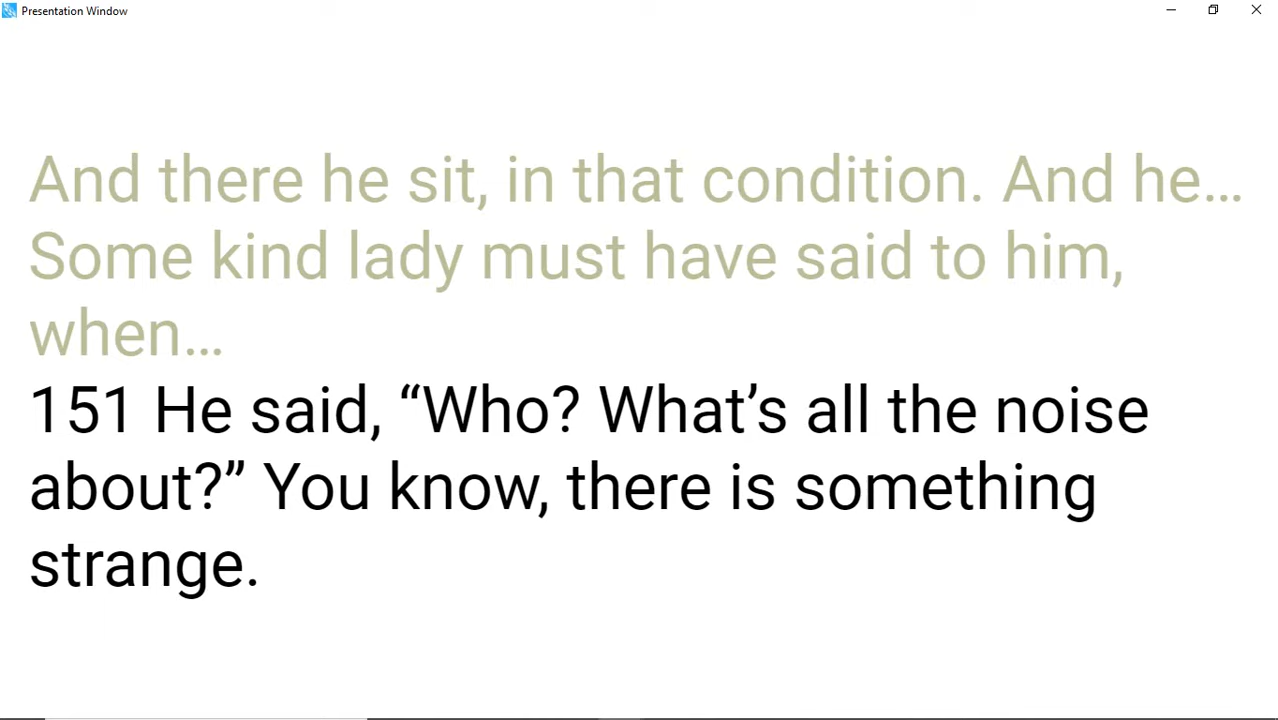 Presentation Window
And there he sit, in that condition. And he…
Some kind lady must have said to him,
when…
151 He said, “Who? What’s all the noise
about?” You know, there is something
strange.